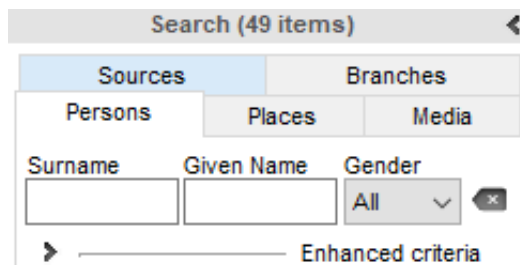 Search (49 items)
Sources Branches
Persons Places Media
Surname Given Name Gender
All
Enhanced criteria